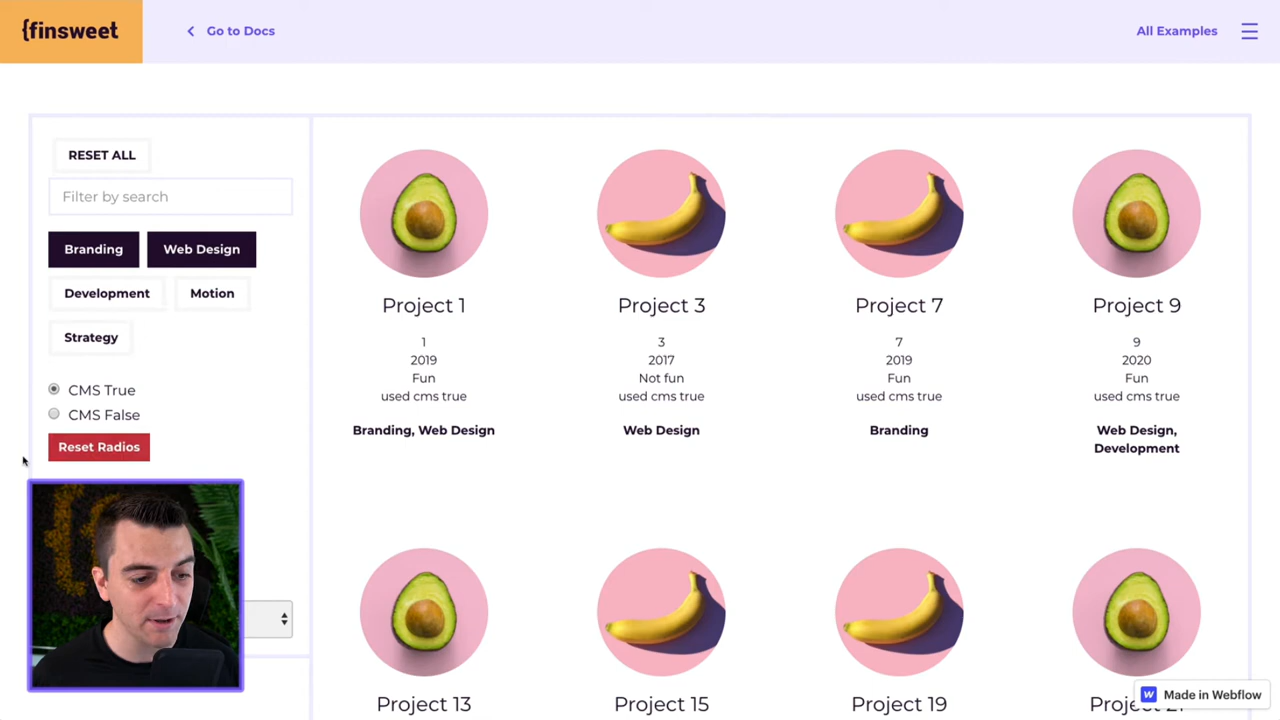 {finsweet
Go to Docs
All Examples
RESET ALL
Filter by search
Branding
Web Design
Development
Motion
Strategy
CMS True
CMS False
Reset Radios
Project 1
1
2019
Fun
used cms true
Branding, Web Design
Project 3
3
2017
Not fun
used cms true
Web Design
Project 7
7
2019
Fun
used cms true
Branding
Project 9
9
2020
Fun
used cms true
Web Design,
Development
Project 13
Project 15
Project 19
Made in Webflow